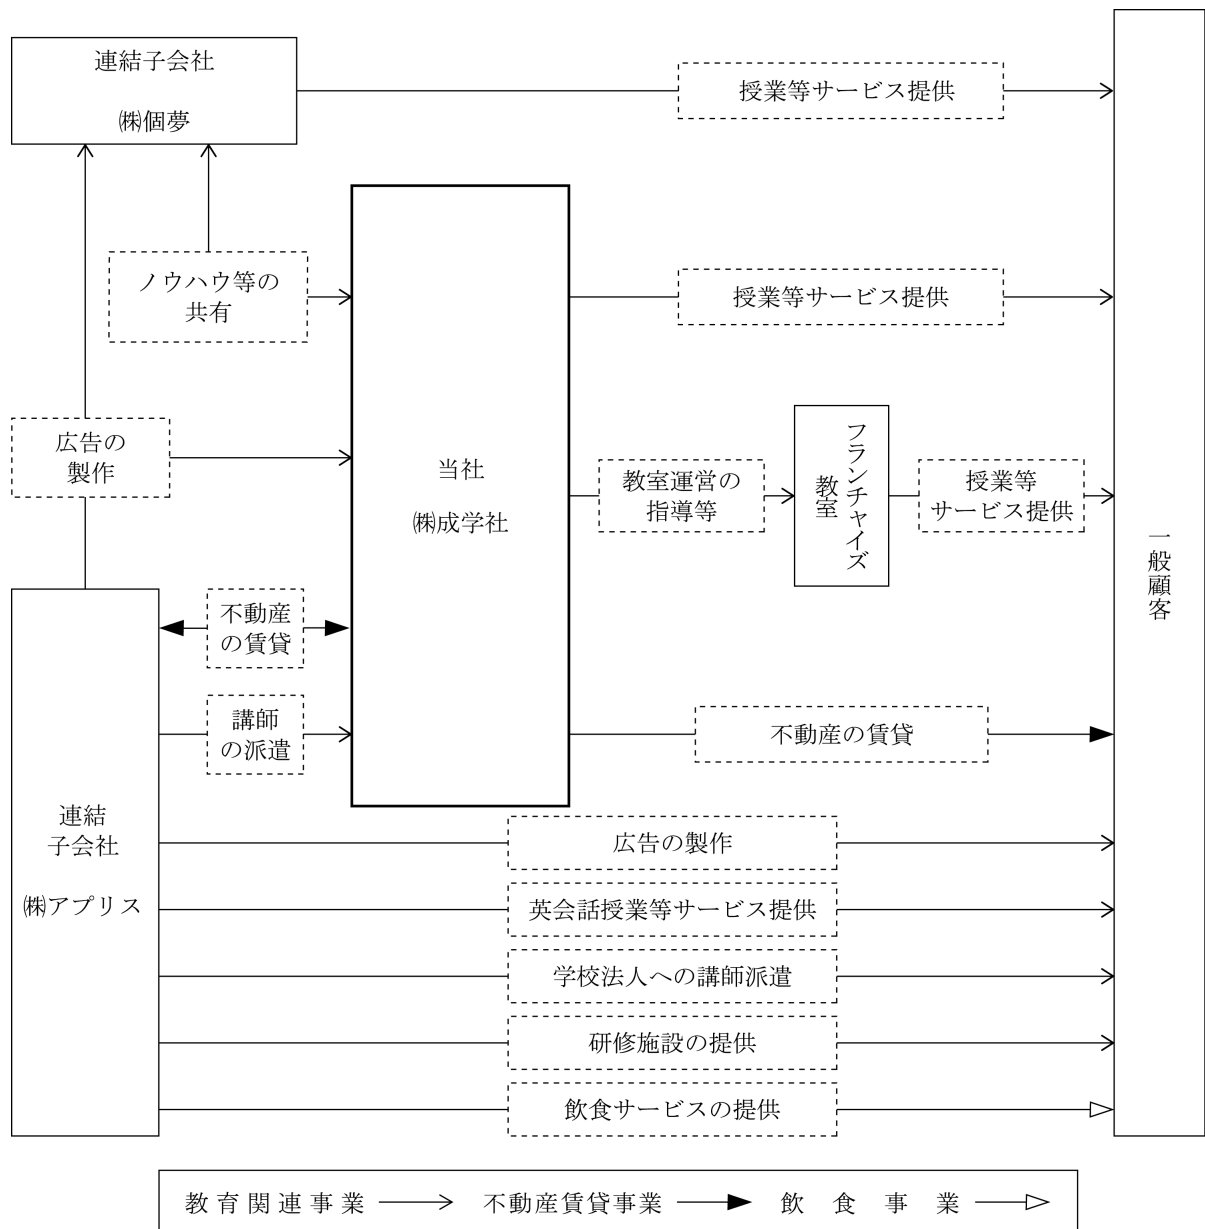 連結子会社
㈱個夢
授業等サービス提供
ノウハウ等の
共有
授業等サービス提供
広告の
製作
当社
㈱成学社
教室運営の
指導等
フランチャイズ
教室
授業等
サービス提供
一般顧客
不動産
の賃貸
講師
の派遣
不動産の賃貸
連結
子会社
㈱アプリス
広告の製作
英会話授業等サービス提供
学校法人への講師派遣
研修施設の提供
飲食サービスの提供
教育関連事業 不動産賃貸事業 飲食事業